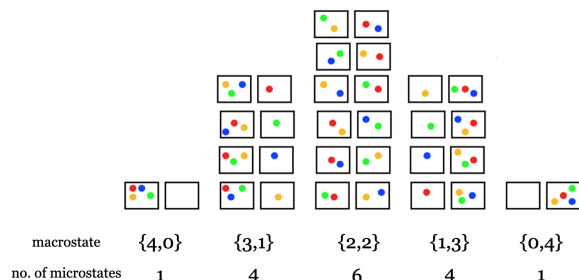 macrostate {4,0} {3,1} {2,2} {1,3} {0,4}
no. of microstates 1 4 6 4 1